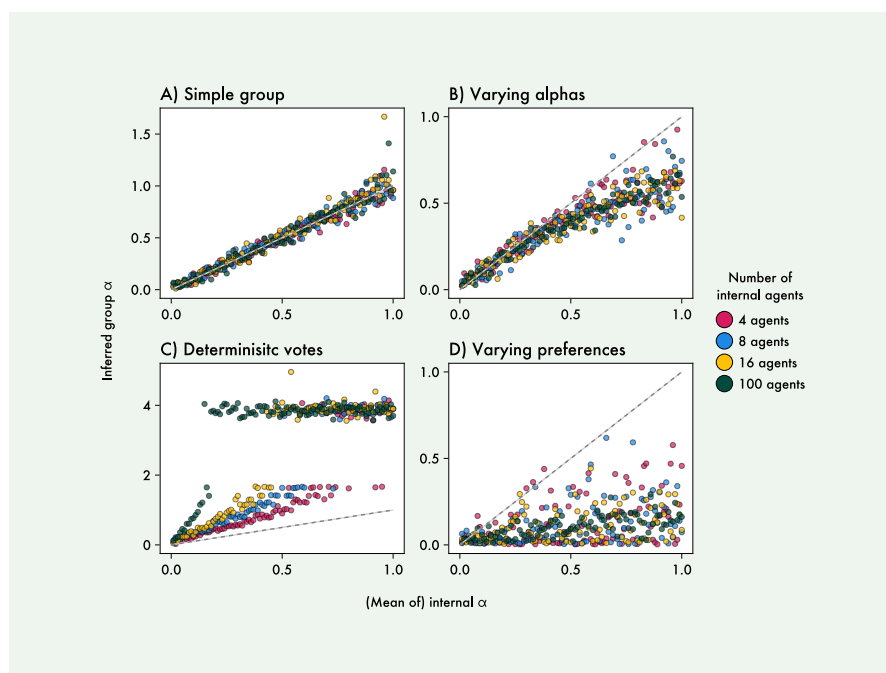 A) Simple group
B) Varying alphas
1.5
1.0
0.5
0.0
0.0
0.5
1.0
1.0
0.5
0.0
0.0
0.5
1.0
Inferred group α
C) Determinisitc votes
D) Varying preferences
4
2
0
0.0
0.5
1.0
1.0
0.5
0.0
0.0
0.5
1.0
(Mean of) internal α
Number of
internal agents
4 agents
8 agents
16 agents
100 agents